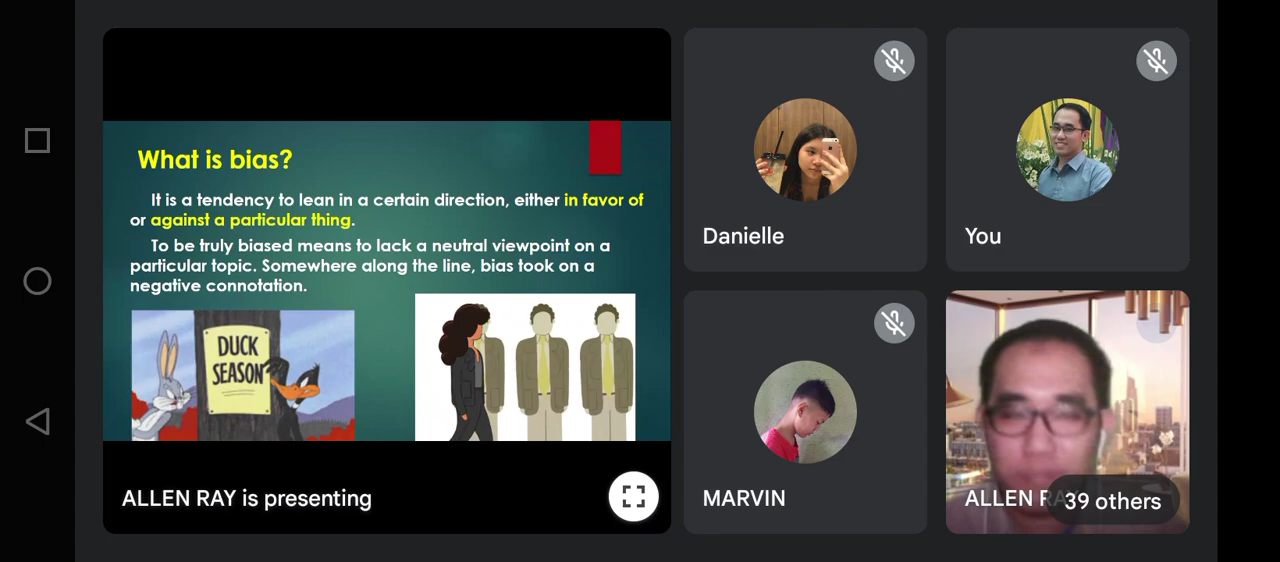 What is bias?
It is a tendency to lean in a certain direction, either in favor of
or against a particular thing.
To be truly biased means to lack a neutral viewpoint on a
particular topic. Somewhere along the line, bias took on a
negative connotation.
DUCK
SEASON
ALLEN RAY is presenting
Danielle
You
MARVIN
ALLEN RA
39 others